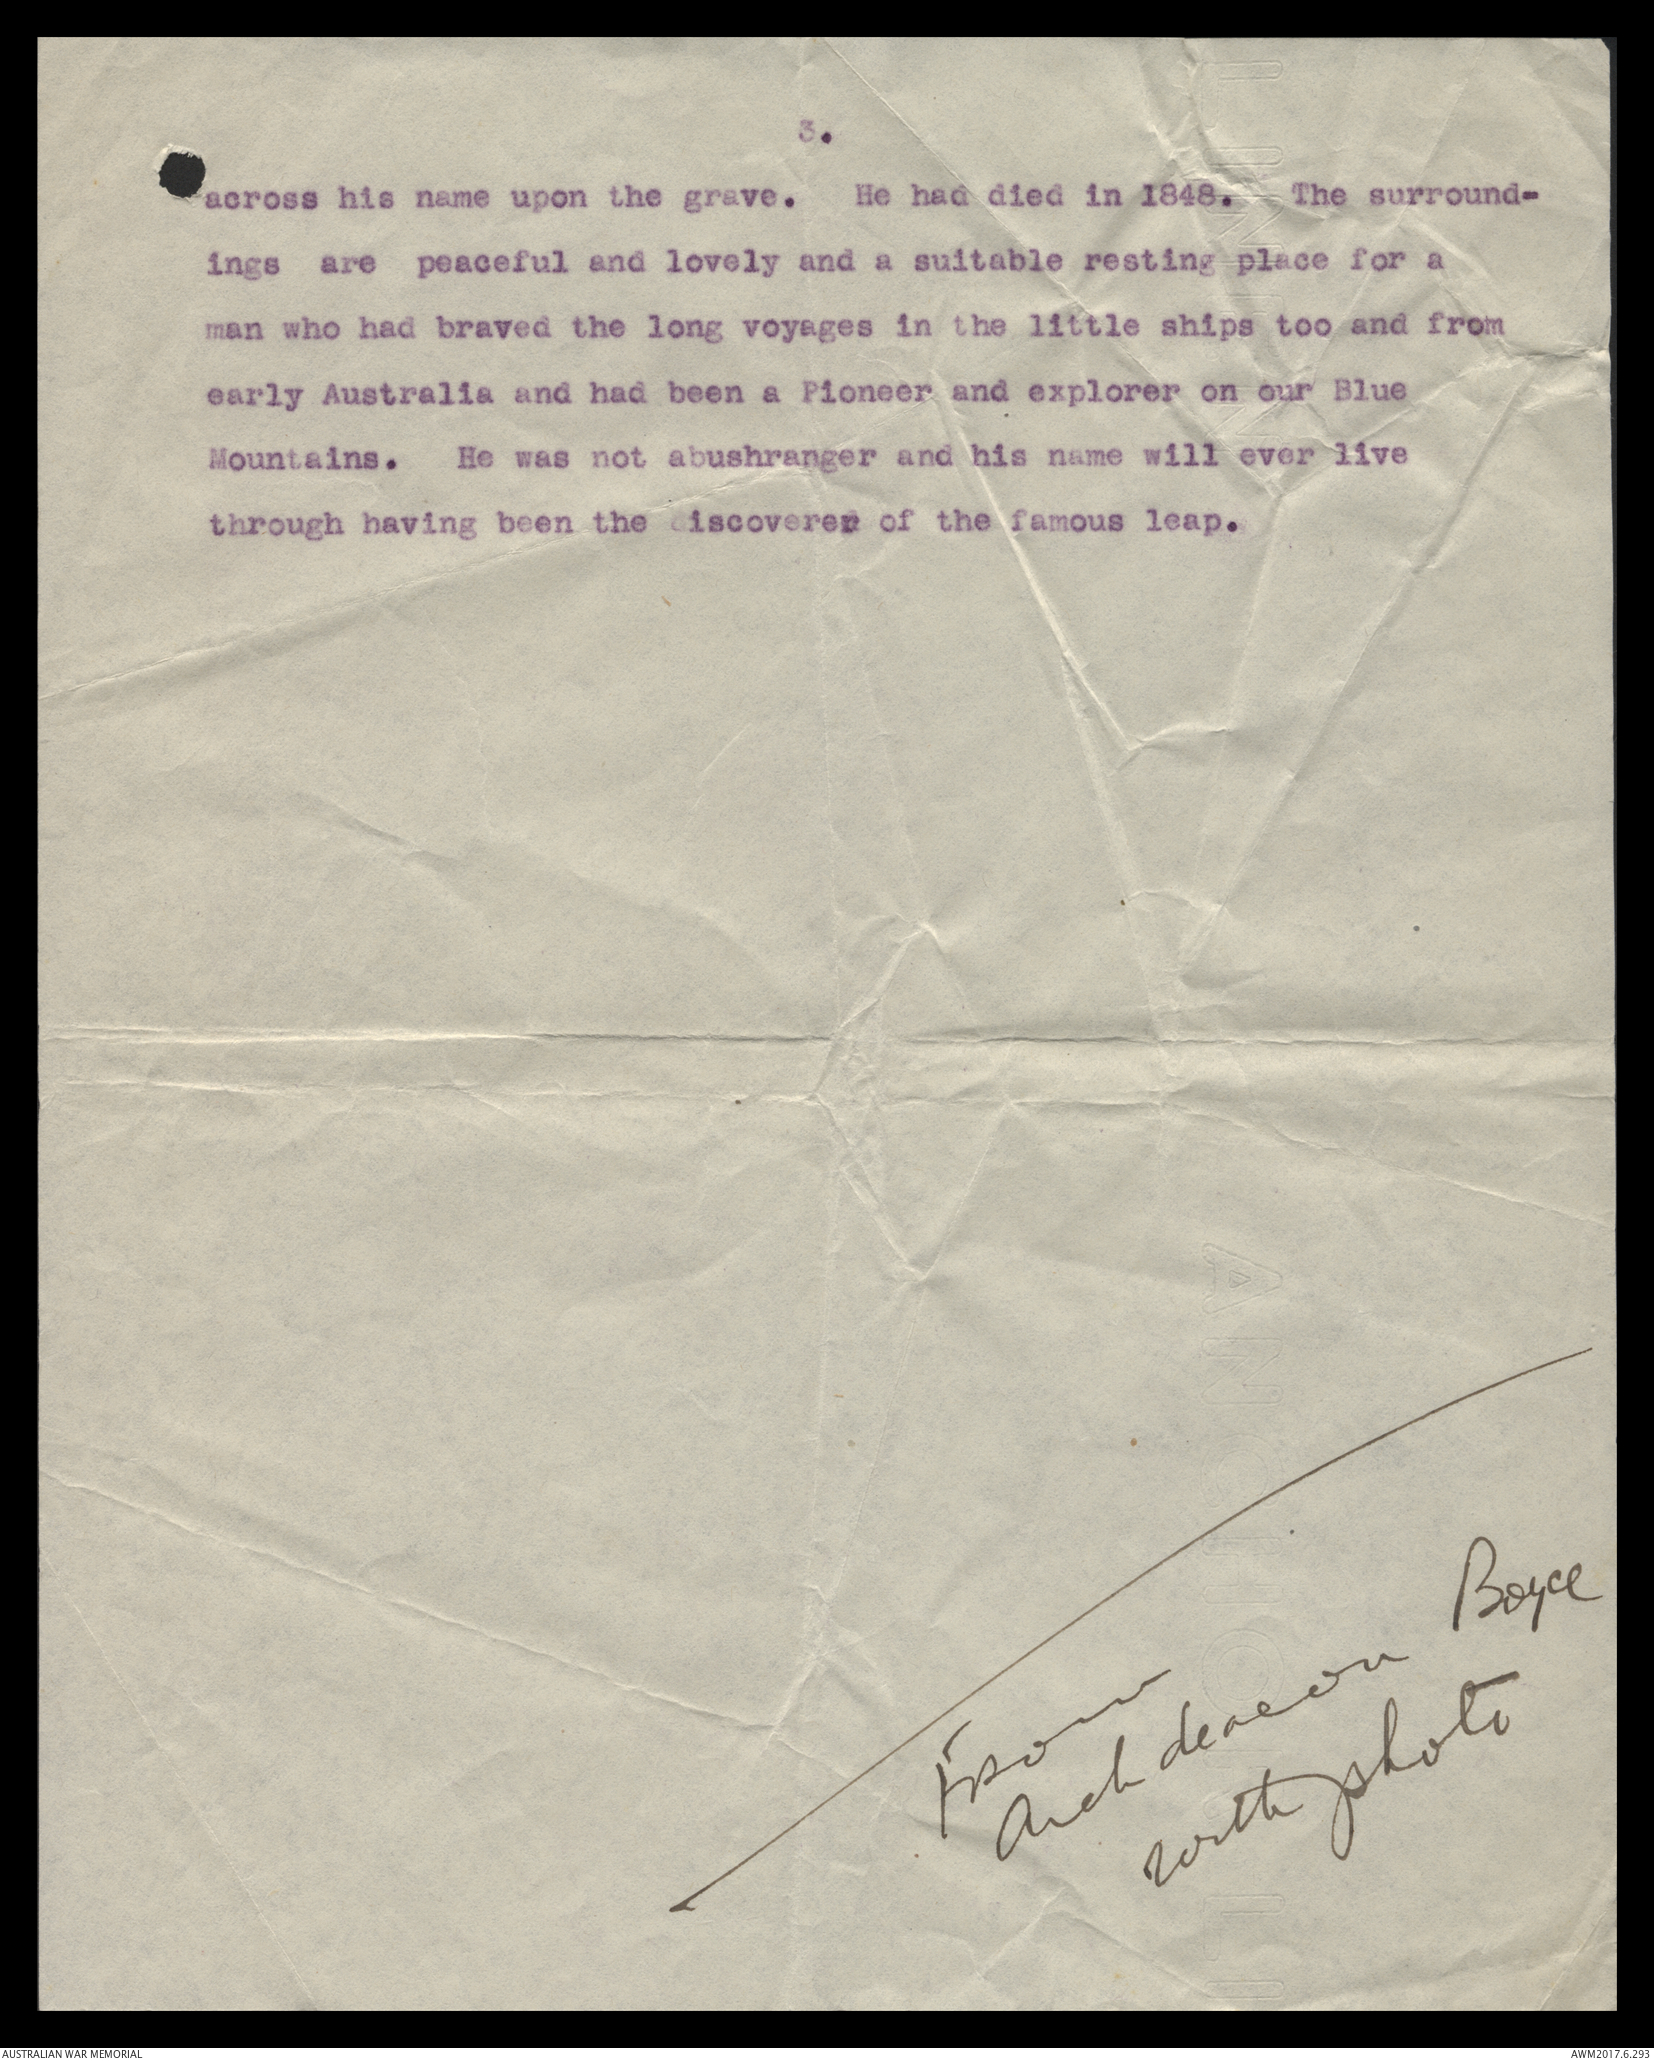 3.
across his name upon the grave.   He had died in 1848.   The surround-
ings  are  peaceful and lovely and a suitable resting place for a
man who had braved the long voyages in the little ships too and from
early Australia and had been a Pioneer and explorer on our Blue
Mountains.   He was not abushranger and his name will ever live
through having been the discoverer of the famous leap.
From
Archdeacon Boyce
with photo
AUSTRALIAN WAR MEMORIAL
AWM2017.6.293